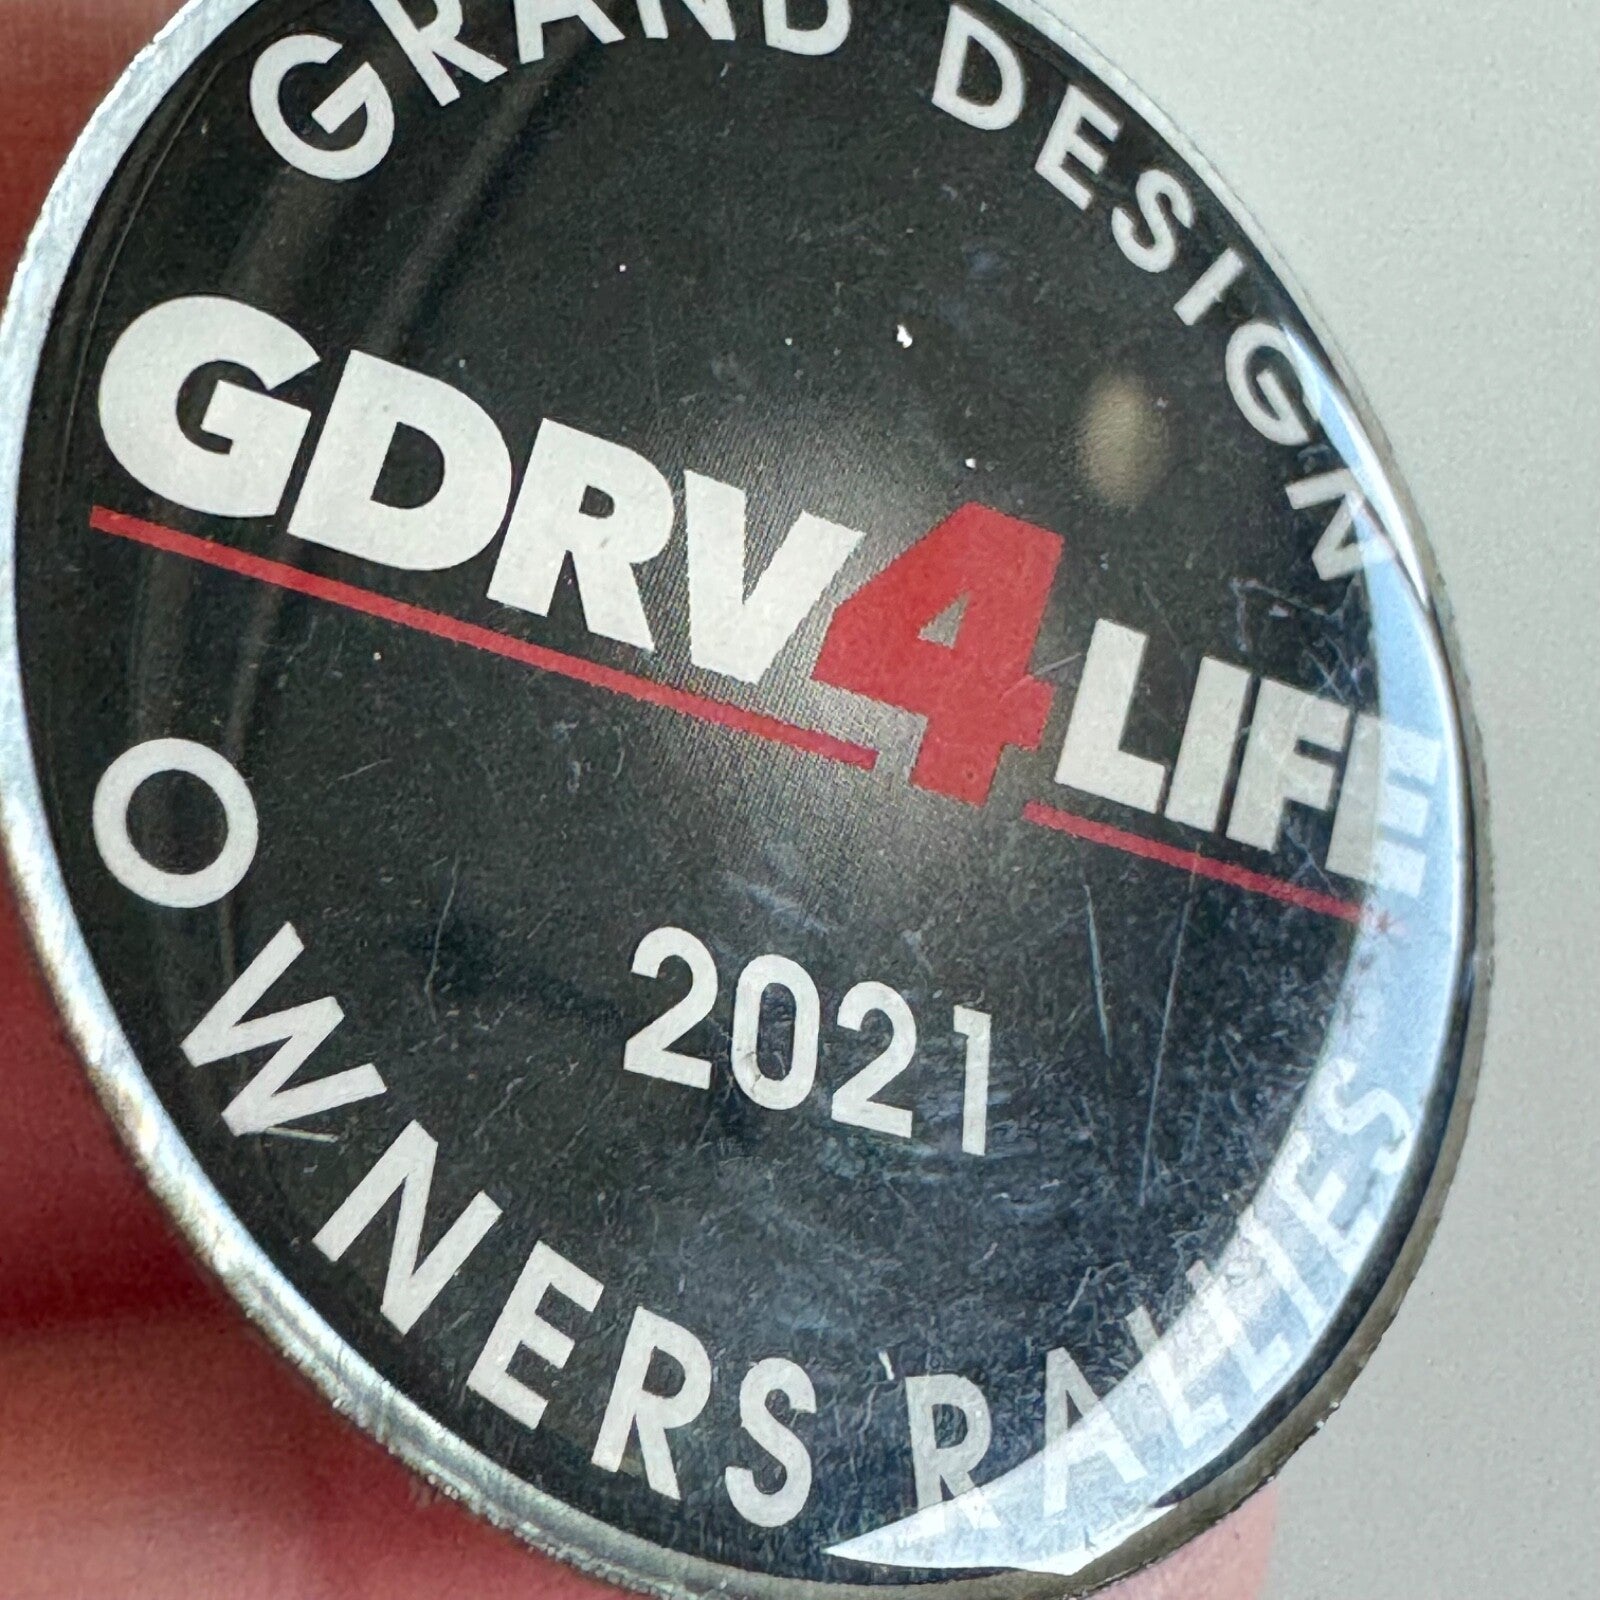 GRAND DESIGN
GDRV4LIFE
2021
OWNERS RALLIES